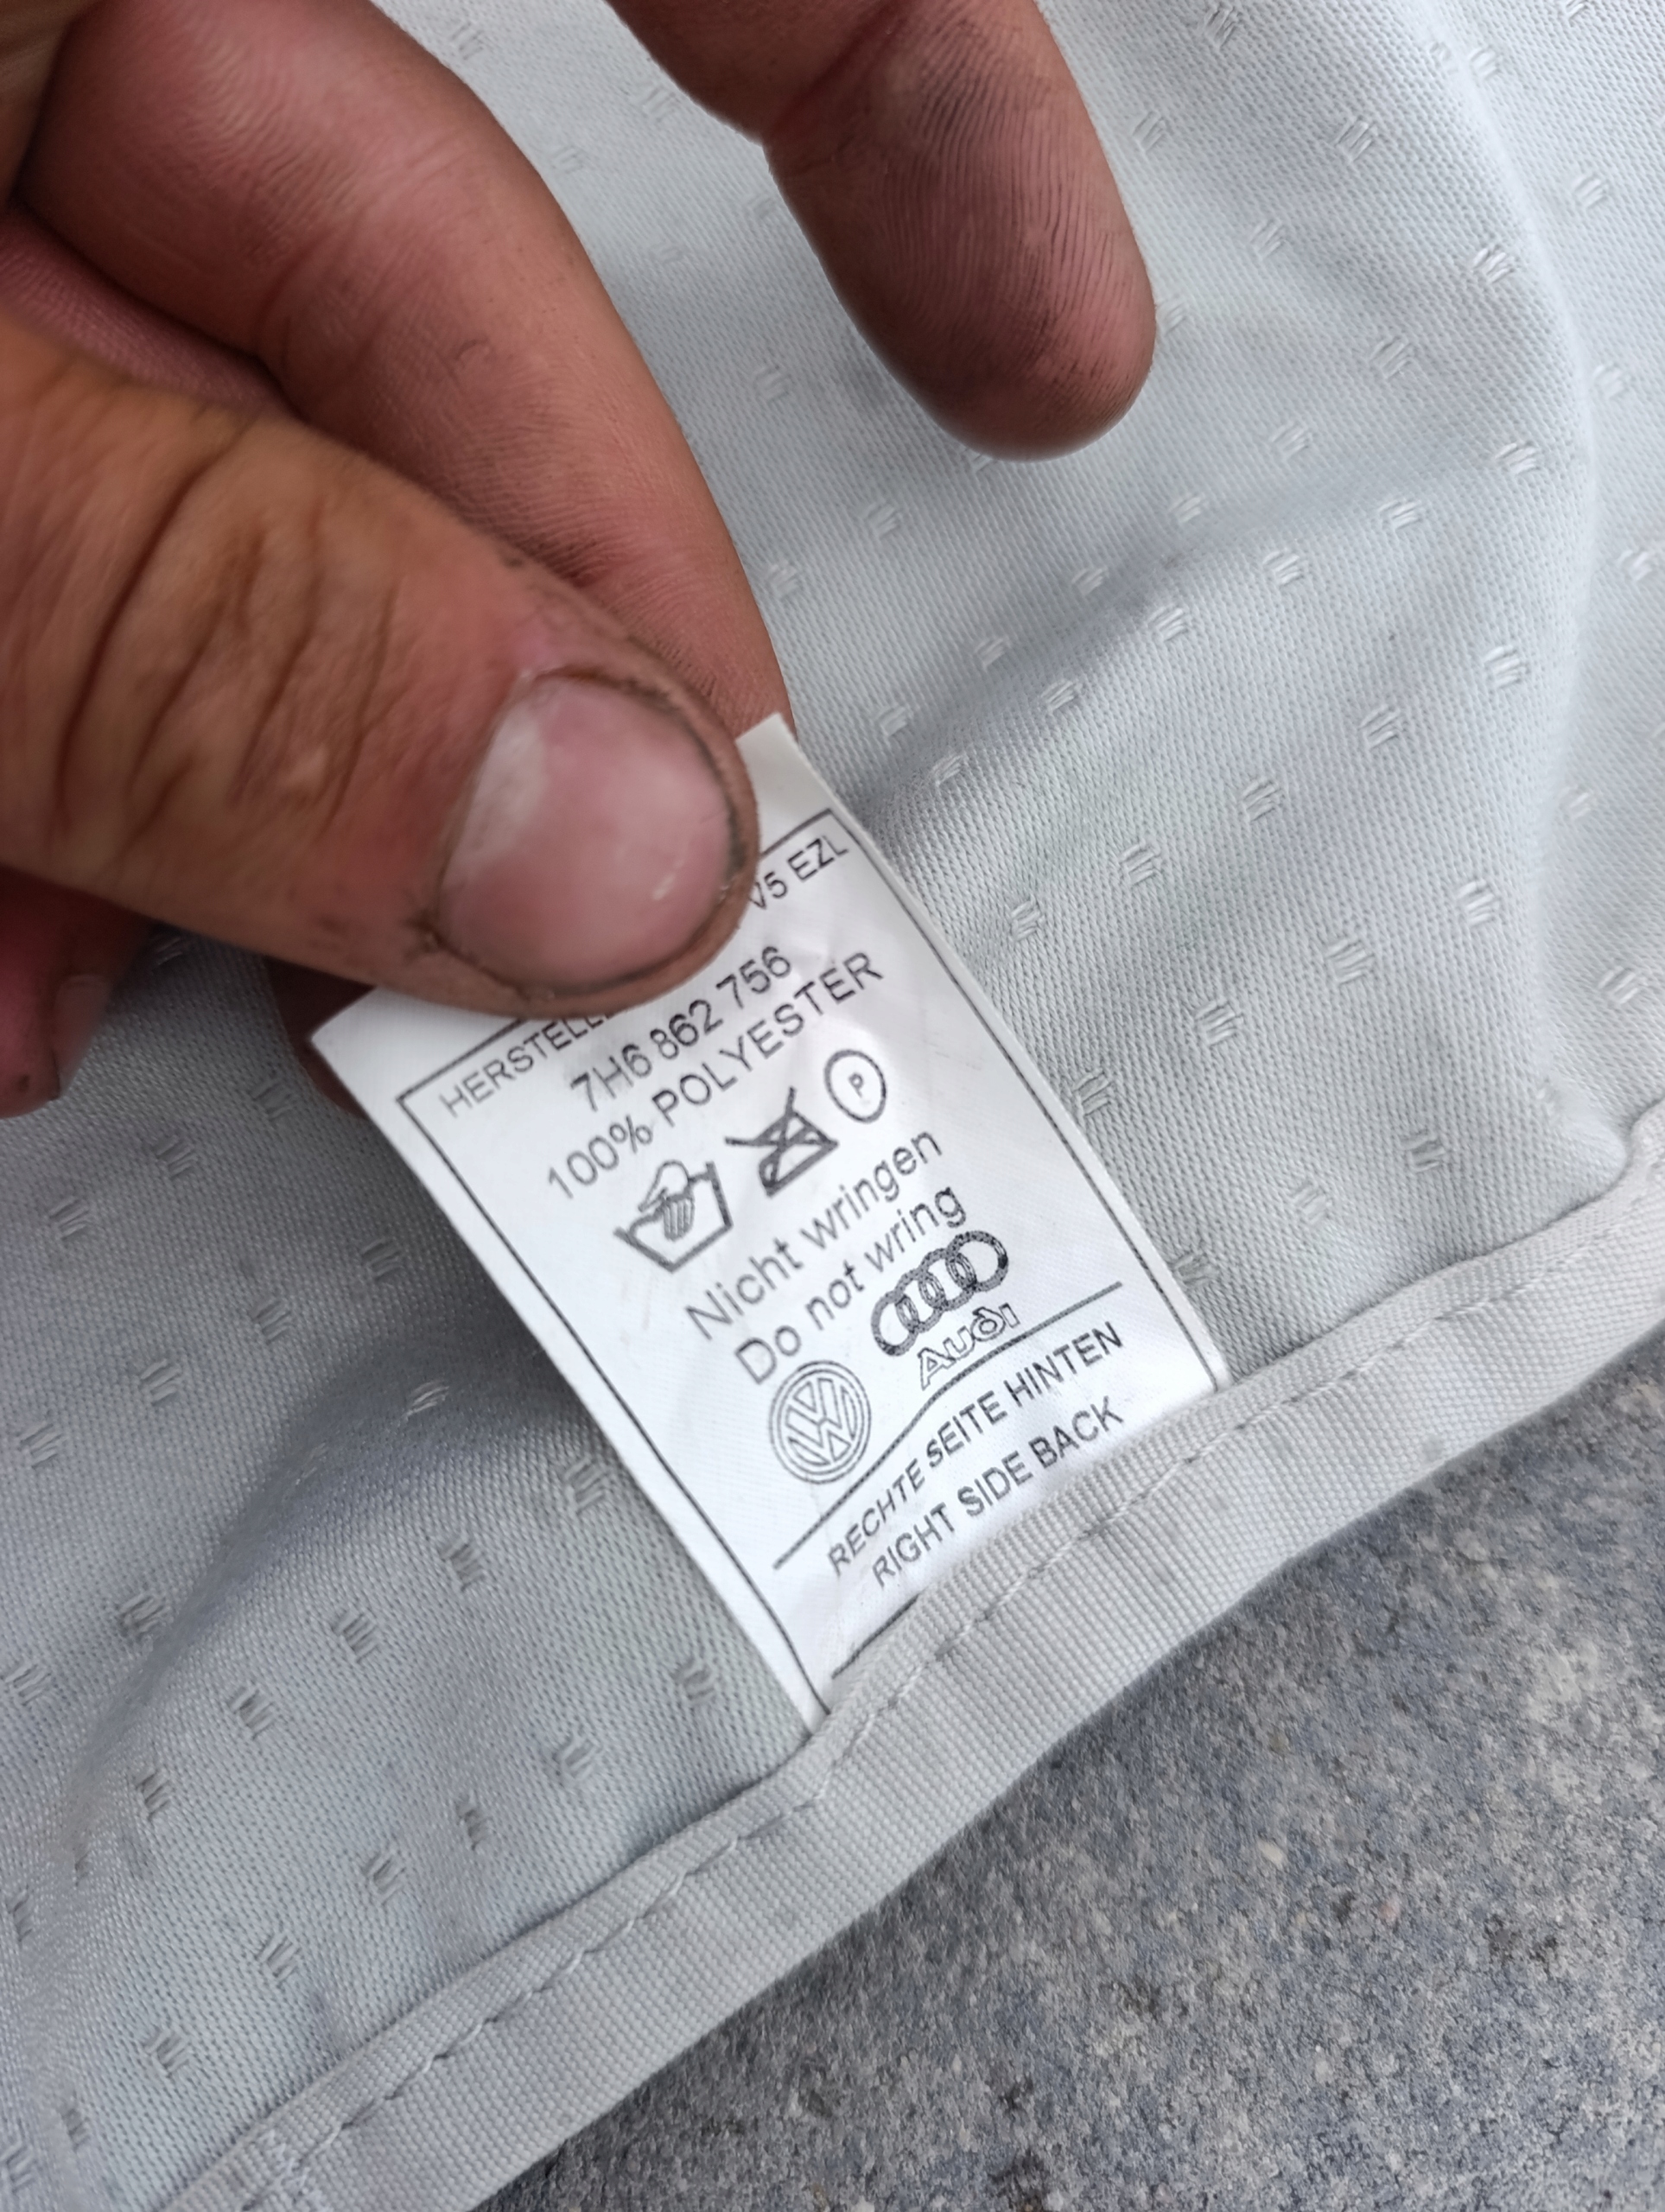 V5 EZL
7H6 862 756
100% POLYESTER
P
Nicht wringen
Do not wring
Audi
VW
RECHTE SEITE HINTEN
RIGHT SIDE BACK